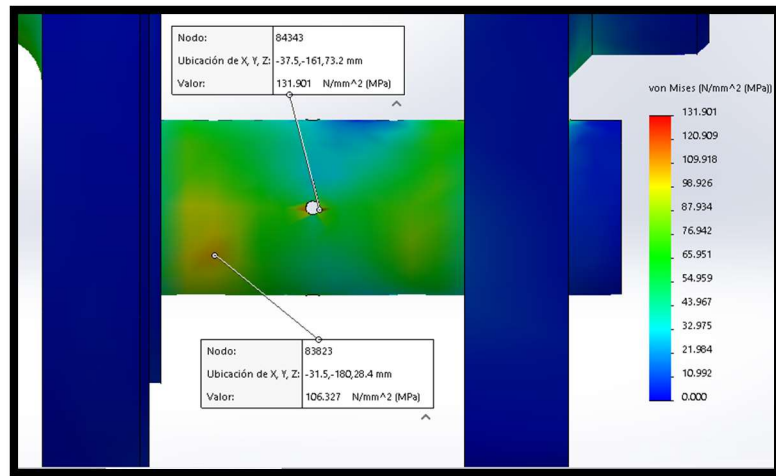 Nodo: 84343
Ubicación de X, Y, Z: -37.5,-161,73.2 mm
Valor: 131.901 N/mm^2 (MPa)
von Mises (N/mm^2 (MPa))
131.901
120.909
109.918
98.926
87.934
76.942
65.951
54.959
43.967
32.975
21.984
10.992
0.000
Nodo: 83823
Ubicación de X, Y, Z: -31.5,-180,28.4 mm
Valor: 106.327 N/mm^2 (MPa)